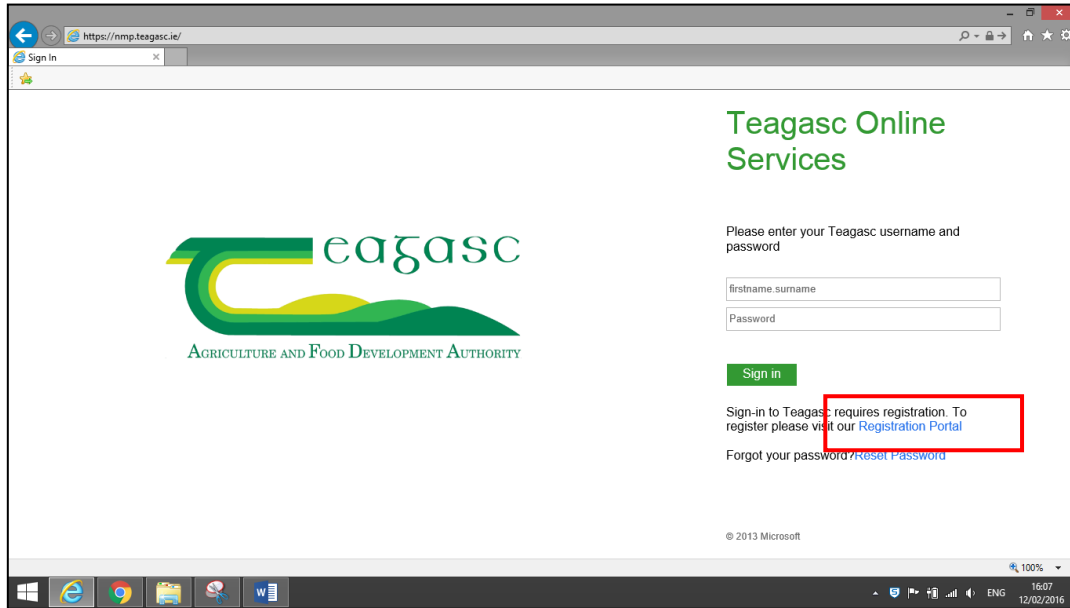 https://nmp.teagasc.ie/
Sign In
Teagasc Online
Services
Please enter your Teagasc username and
password
firstname.surname
Password
Sign in
Sign-in to Teagasc requires registration. To
register please visit our Registration Portal
Forgot your password?Reset Password
© 2013 Microsoft
eagasc
Agriculture and Food Development Authority
100%
ENG
16:07
12/02/2016